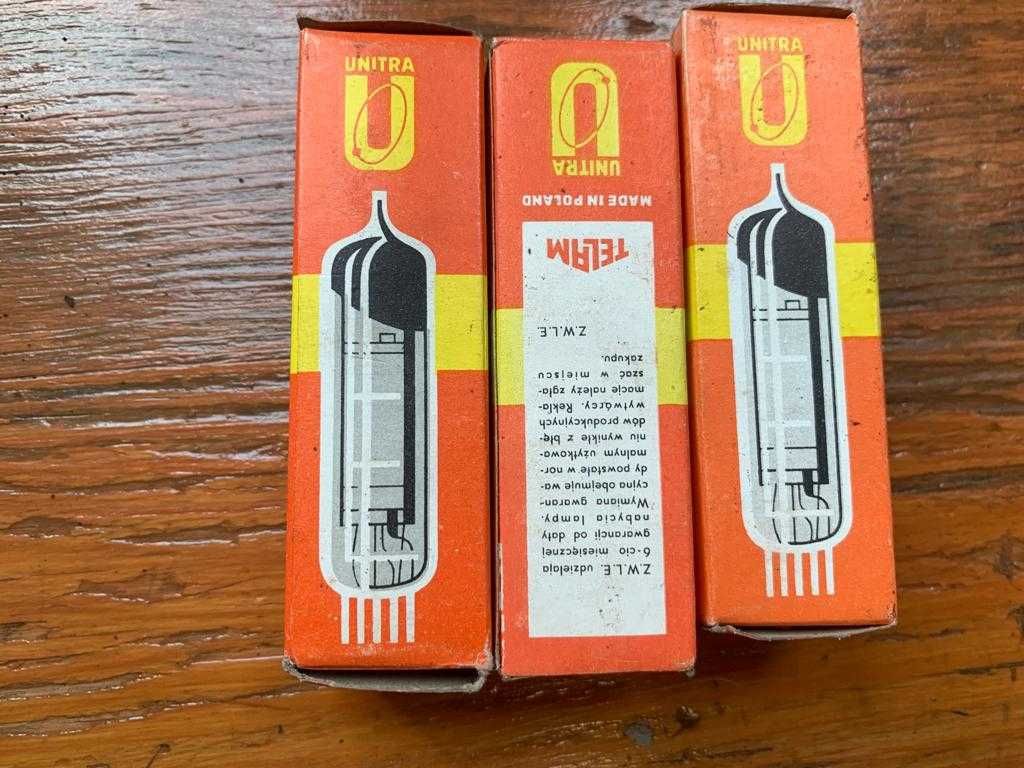 UNITRA
UNITRA
MADE IN POLAND
UNITRA
Z.W.L.E. udzielają
6-cio miesięcznej
gwarancji od daty
nabycia lampy.
Wymiana gwaran-
cyjna obejmuje wa-
dy powstałe w nor-
malnym użytkowa-
niu wynikłe z błę-
dów produkcyjnych
wytwórcy. Rekla-
macje należy zgła-
szać w miejscu
zakupu.
Z.W.L.E.
TELAM